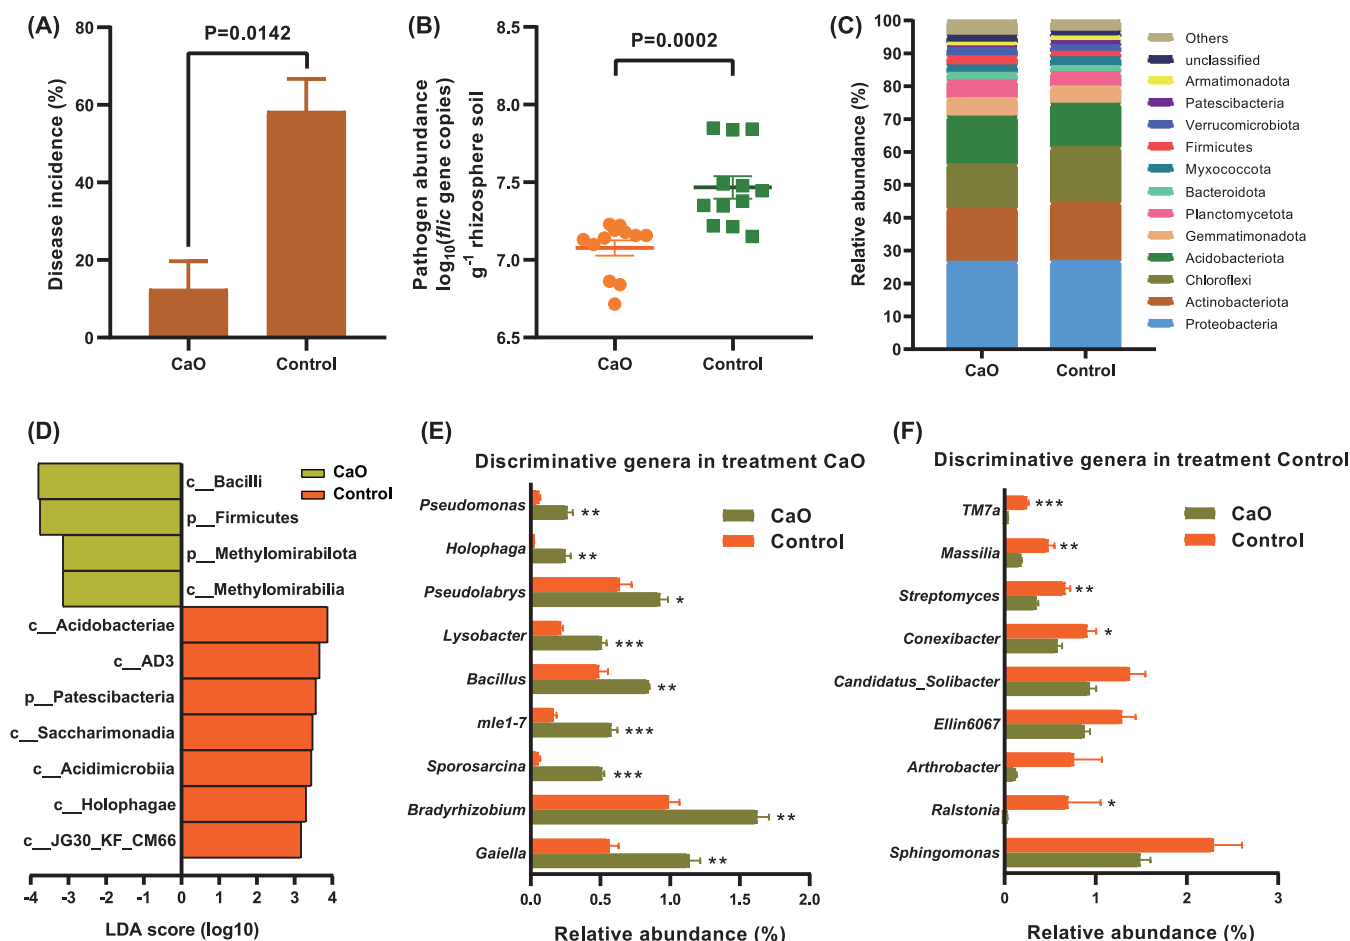 (A)
Disease incidence (%)
80
60
40
20
0
P=0.0142
CaO
Control
(B)
Pathogen abundance
log10(flic gene copies)
g-1 rhizosphere soil
8.5
8.0
7.5
7.0
6.5
P=0.0002
CaO
Control
(C)
Relative abundance (%)
100
90
80
70
60
50
40
30
20
10
0
CaO
Control
Others
unclassified
Armatimonadota
Patescibacteria
Verrucomicrobiota
Firmicutes
Myxococcota
Bacteroidota
Planctomycetota
Gemmatimonadota
Acidobacteriota
Chloroflexi
Actinobacteriota
Proteobacteria
(D)
CaO
Control
c__Bacilli
p__Firmicutes
p__Methylomirabilota
c__Methylomirabilia
c__Acidobacteriae
c__AD3
p__Patescibacteria
c__Saccharimonadia
c__Acidimicrobiia
c__Holophagae
c__JG30_KF_CM66
-4 -3 -2 -1 0 1 2 3 4
LDA score (log10)
(E)
Discriminative genera in treatment CaO
CaO
Control
Pseudomonas **
Holophaga **
Pseudolabrys *
Lysobacter ***
Bacillus **
mle1-7 ***
Sporosarcina ***
Bradyrhizobium **
Gaiella **
0.0 0.5 1.0 1.5 2.0
Relative abundance (%)
(F)
Discriminative genera in treatment Control
CaO
Control
TM7a ***
Massilia **
Streptomyces **
Conexibacter *
Candidatus_Solibacter
Ellin6067
Arthrobacter
Ralstonia *
Sphingomonas
0 1 2 3
Relative abundance (%)